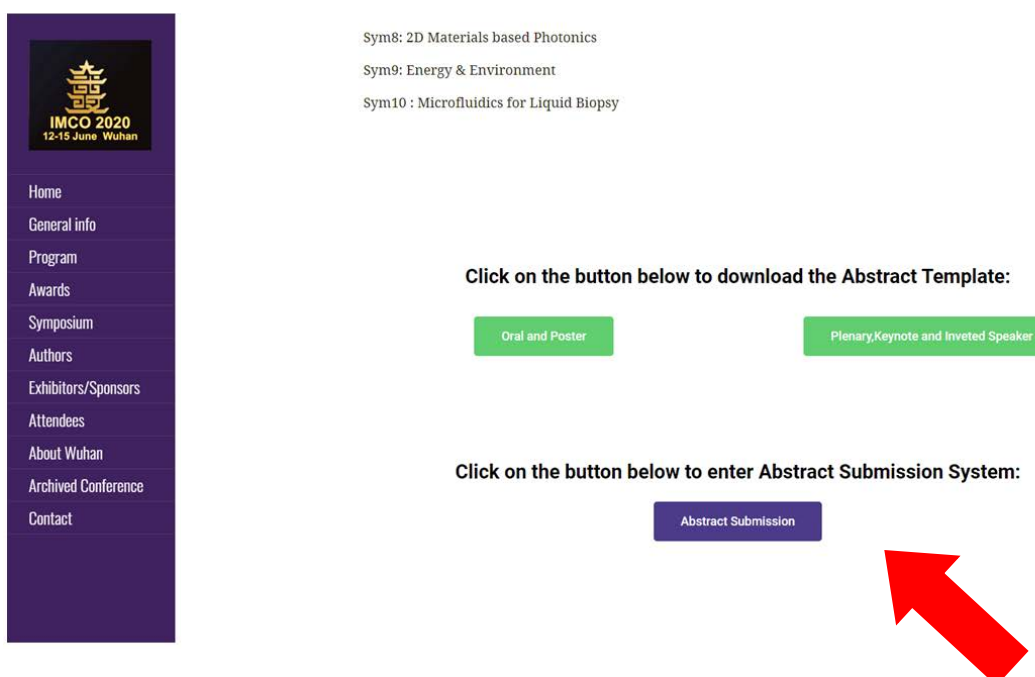 IMCO 2020
12-15 June Wuhan
Home
General info
Program
Awards
Symposium
Authors
Exhibitors/Sponsors
Attendees
About Wuhan
Archived Conference
Contact
Sym8: 2D Materials based Photonics
Sym9: Energy & Environment
Sym10 : Microfluidics for Liquid Biopsy
Click on the button below to download the Abstract Template:
Oral and Poster
Plenary,Keynote and Inveted Speaker
Click on the button below to enter Abstract Submission System:
Abstract Submission